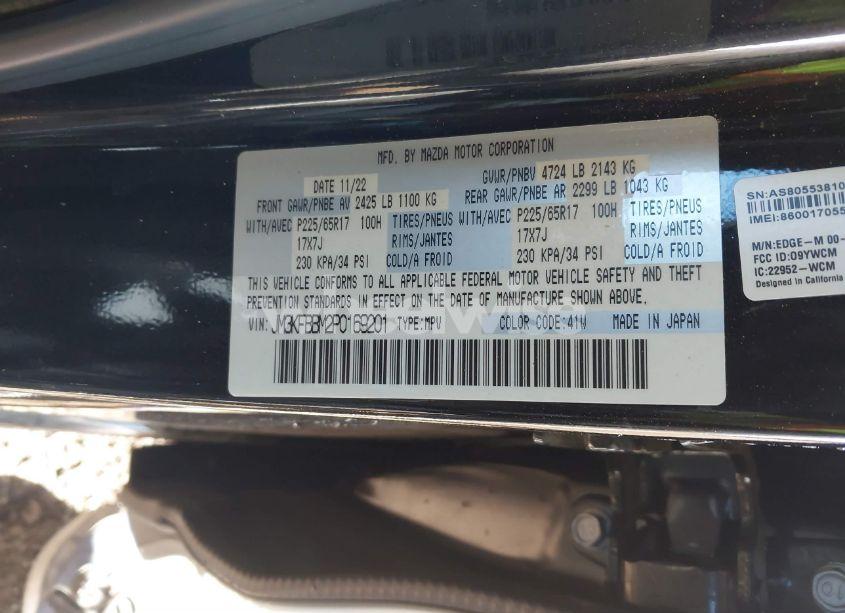 MFD. BY MAZDA MOTOR CORPORATION
DATE 11/22 GVWR/PNBV 4724 LB 2143 KG
FRONT GAWR/PNBE AV 2425 LB 1100 KG REAR GAWR/PNBE AR 2299 LB 1043 KG
WITH/AVEC P225/65R17 100H TIRES/PNEUS WITH/AVEC P225/65R17 100H TIRES/PNEUS
17X7J RIMS/JANTES 17X7J RIMS/JANTES
230 KPA/34 PSI COLD/A FROID 230 KPA/34 PSI COLD/A FROID
THIS VEHICLE CONFORMS TO ALL APPLICABLE FEDERAL MOTOR VEHICLE SAFETY AND THEFT
PREVENTION STANDARDS IN EFFECT ON THE DATE OF MANUFACTURE SHOWN ABOVE.
VIN: JM3KFBBM2P0169201 TYPE:MPV COLOR CODE:41W MADE IN JAPAN
SN:AS80553810
IMEI:860017055
M/N:EDGE-M 00-
FCC ID:O9YWCM
IC:22952-WCM
Designed in California